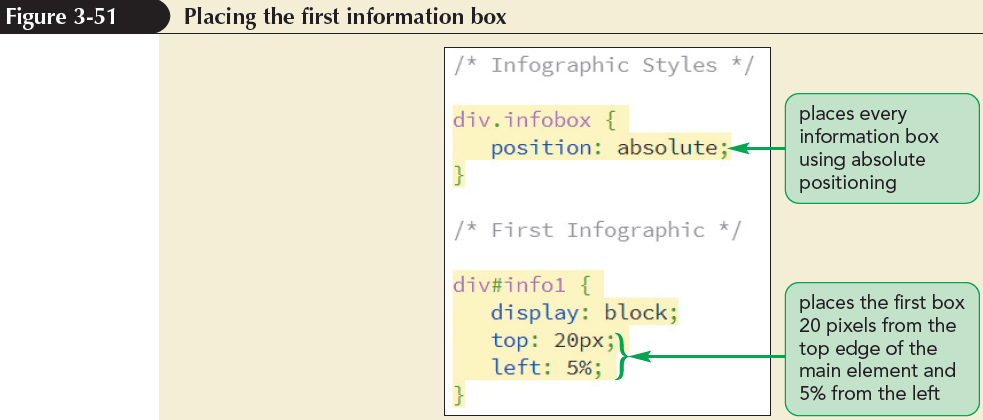 Figure 3-51 Placing the first information box
/* Infographic Styles */
div.infobox {
position: absolute;
}
places every
information box
using absolute
positioning
/* First Infographic */
div#info1 {
display: block;
top: 20px;
left: 5%;
}
places the first box
20 pixels from the
top edge of the
main element and
5% from the left